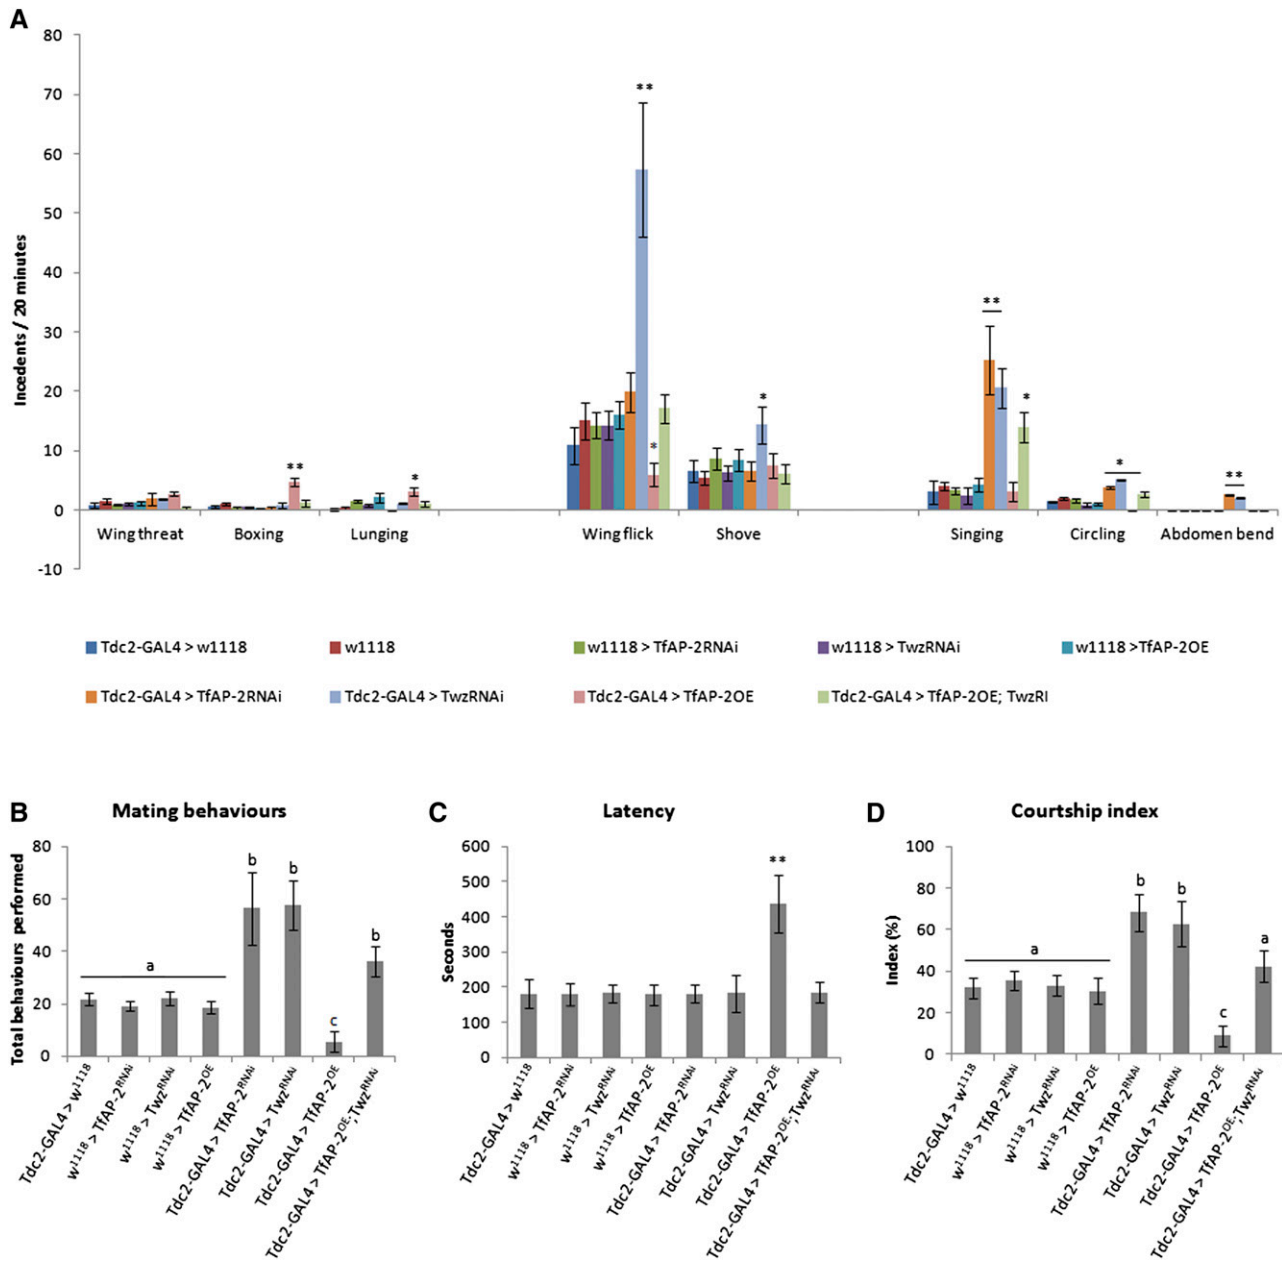 A
80
70
60
50
40
30
20
10
0
-10
Incedents / 20 minutes
**
*
**
*
*
**
*
*
**
Wing threat Boxing Lunging Wing flick Shove Singing Circling Abdomen bend
Tdc2-GAL4 > w1118 w1118 w1118 > TfAP-2RNAi w1118 > TwzRNAi w1118 >TfAP-2OE
Tdc2-GAL4 > TfAP-2RNAi Tdc2-GAL4 > TwzRNAi Tdc2-GAL4 > TfAP-2OE Tdc2-GAL4 > TfAP-2OE; TwzRI
B Mating behaviours
Total behaviours performed
80
60
40
20
0
a
b
b
c
b
Tdc2-GAL4 > w1118
w1118 > TfAP-2RNAi
w1118 > TwzRNAi
w1118 > TfAP-2OE
Tdc2-GAL4 > TfAP-2RNAi
Tdc2-GAL4 > TwzRNAi
Tdc2-GAL4 > TfAP-2OE
Tdc2-GAL4 > TfAP-2OE;TwzRNAi
C Latency
Seconds
600
500
400
300
200
100
0
**
Tdc2-GAL4 > w1118
w1118 > TfAP-2RNAi
w1118 > TwzRNAi
w1118 > TfAP-2OE
Tdc2-GAL4 > TfAP-2RNAi
Tdc2-GAL4 > TwzRNAi
Tdc2-GAL4 > TfAP-2OE
Tdc2-GAL4 > TfAP-2OE;TwzRNAi
D Courtship index
Index (%)
100
80
60
40
20
0
a
b
b
c
a
Tdc2-GAL4 > w1118
w1118 > TfAP-2RNAi
w1118 > TwzRNAi
w1118 > TfAP-2OE
Tdc2-GAL4 > TfAP-2RNAi
Tdc2-GAL4 > TwzRNAi
Tdc2-GAL4 > TfAP-2OE
Tdc2-GAL4 > TfAP-2OE;TwzRNAi